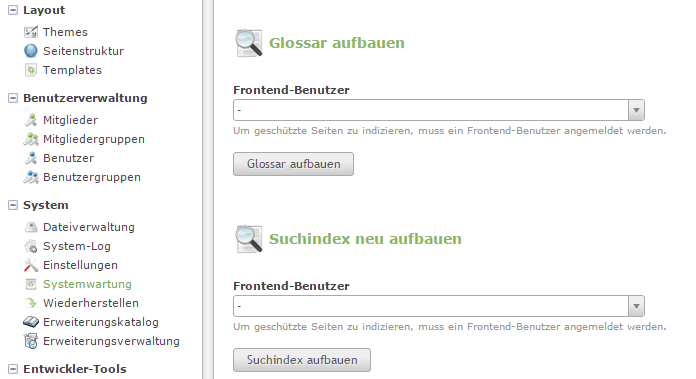 Layout
Themes
Seitenstruktur
Templates
Benutzerverwaltung
Mitglieder
Mitgliedergruppen
Benutzer
Benutzergruppen
System
Dateiverwaltung
System-Log
Einstellungen
Systemwartung
Wiederherstellen
Erweiterungskatalog
Erweiterungsverwaltung
Entwickler-Tools
Glossar aufbauen
Frontend-Benutzer
-
Um geschützte Seiten zu indizieren, muss ein Frontend-Benutzer angemeldet werden.
Glossar aufbauen
Suchindex neu aufbauen
Frontend-Benutzer
-
Um geschützte Seiten zu indizieren, muss ein Frontend-Benutzer angemeldet werden.
Suchindex aufbauen